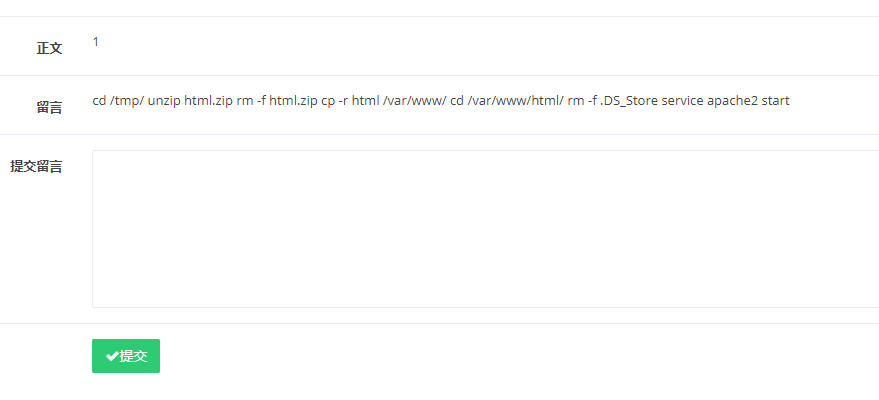 正文 1
留言 cd /tmp/ unzip html.zip rm -f html.zip cp -r html /var/www/ cd /var/www/html/ rm -f .DS_Store service apache2 start
提交留言
提交